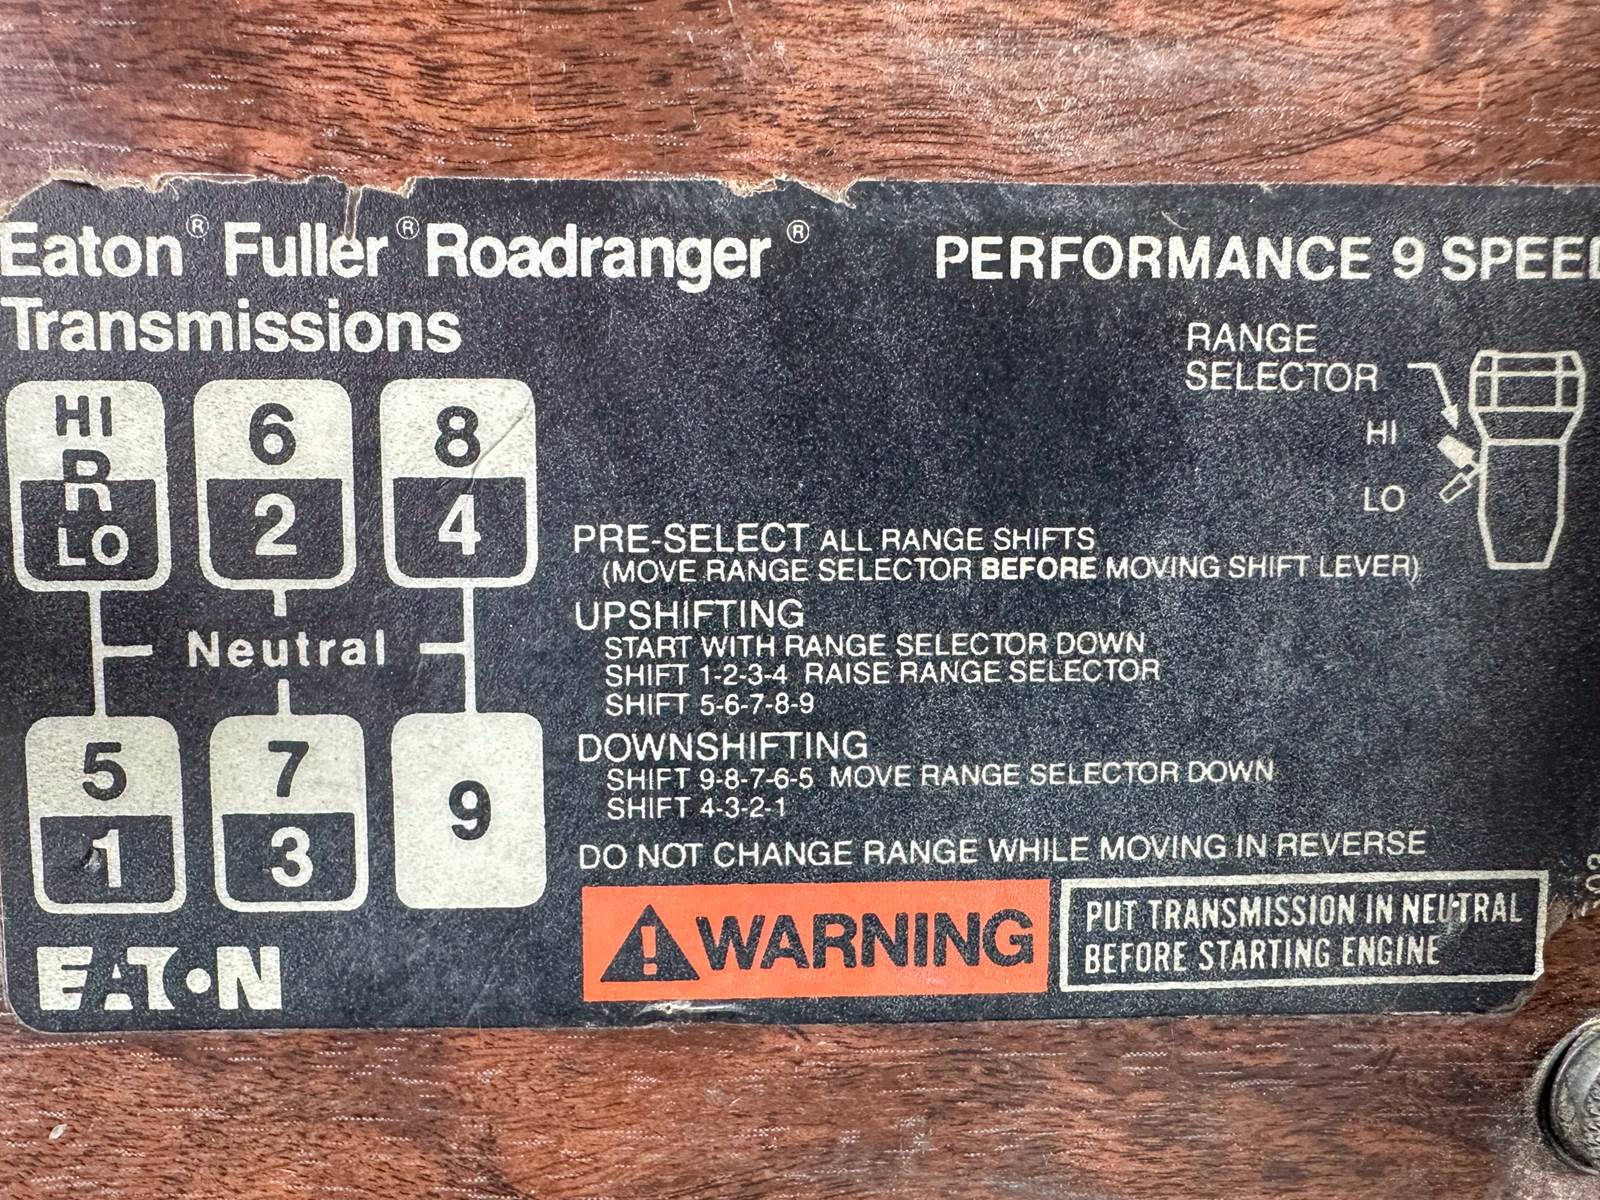 Eaton® Fuller® Roadranger®
Transmissions
PERFORMANCE 9 SPEED
RANGE
SELECTOR
HI
LO
HI
R
LO
6
2
8
4
Neutral
5
1
7
3
9
PRE-SELECT ALL RANGE SHIFTS
(MOVE RANGE SELECTOR BEFORE MOVING SHIFT LEVER)
UPSHIFTING
START WITH RANGE SELECTOR DOWN
SHIFT 1-2-3-4 RAISE RANGE SELECTOR
SHIFT 5-6-7-8-9
DOWNSHIFTING
SHIFT 9-8-7-6-5 MOVE RANGE SELECTOR DOWN
SHIFT 4-3-2-1
DO NOT CHANGE RANGE WHILE MOVING IN REVERSE
WARNING
PUT TRANSMISSION IN NEUTRAL
BEFORE STARTING ENGINE
EATON